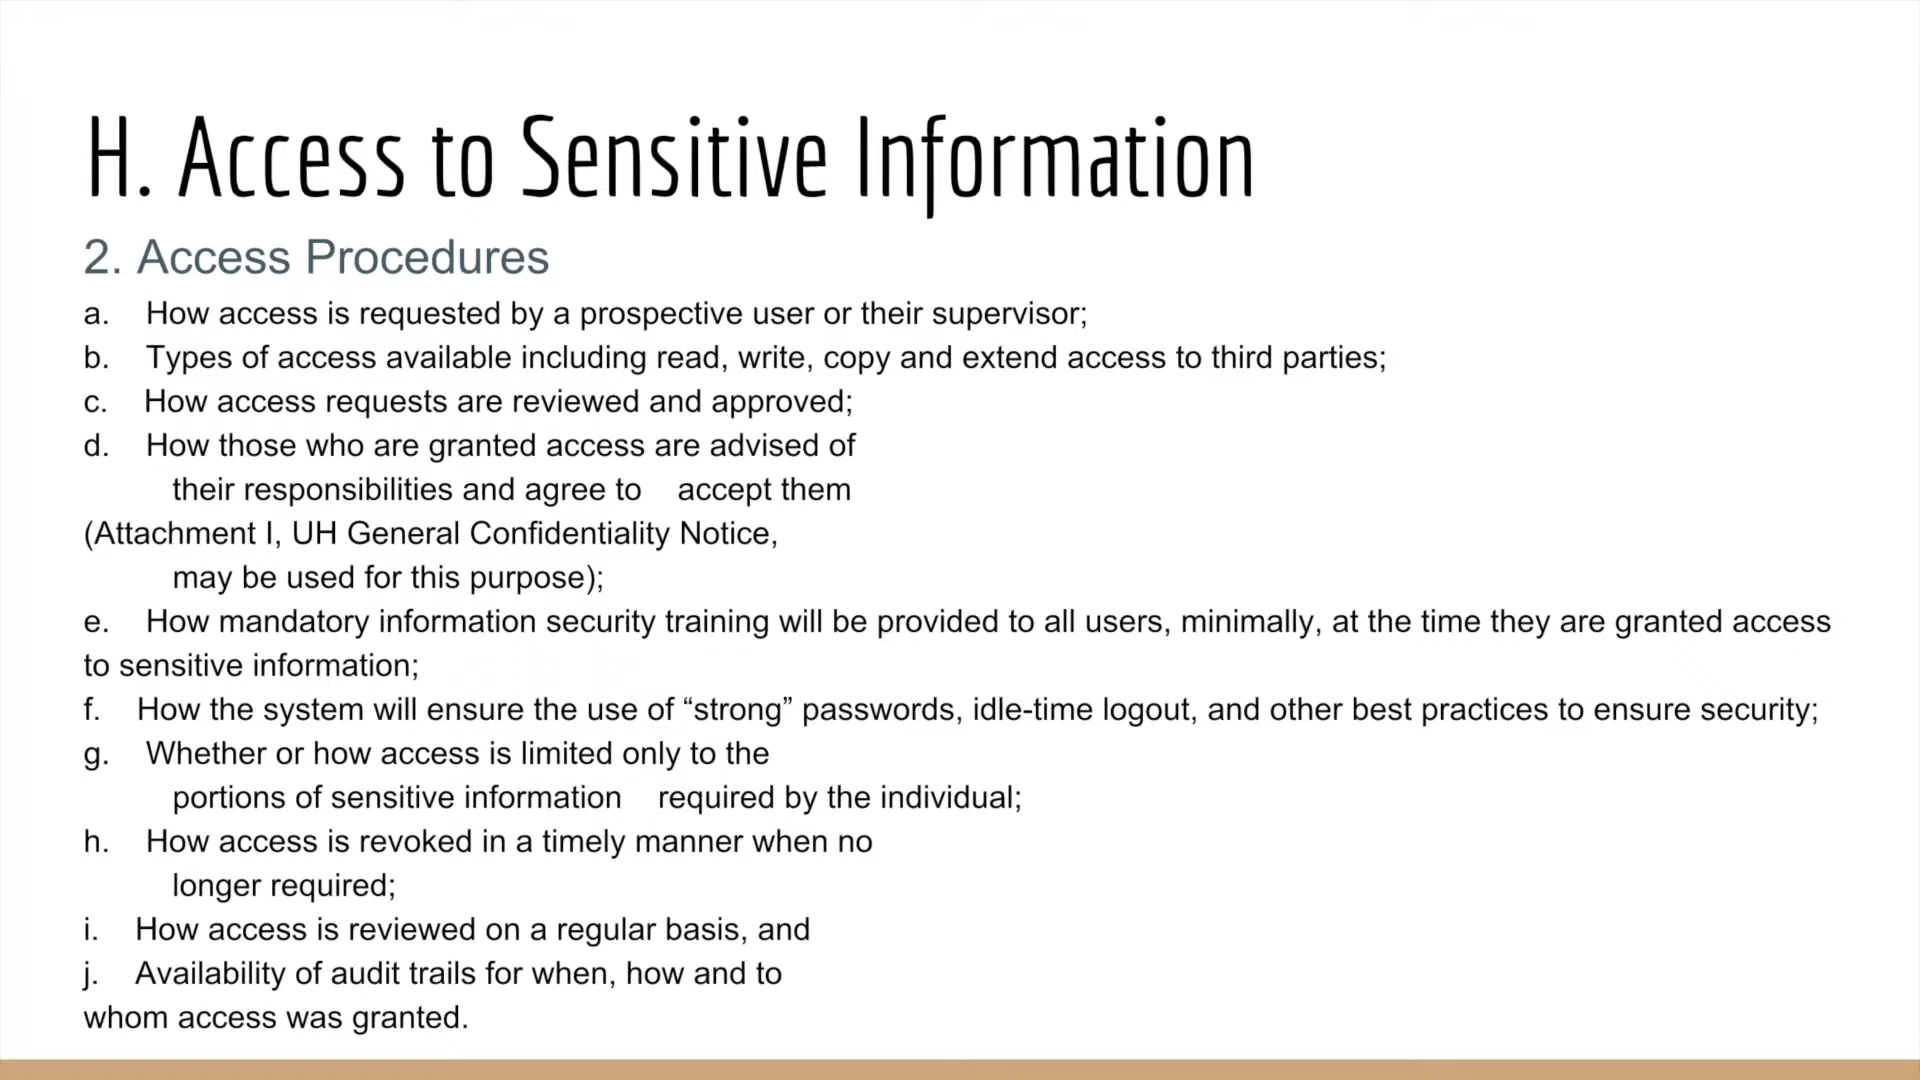 H. Access to Sensitive Information
2. Access Procedures
a. How access is requested by a prospective user or their supervisor;
b. Types of access available including read, write, copy and extend access to third parties;
c. How access requests are reviewed and approved;
d. How those who are granted access are advised of
their responsibilities and agree to accept them
(Attachment I, UH General Confidentiality Notice,
may be used for this purpose);
e. How mandatory information security training will be provided to all users, minimally, at the time they are granted access
to sensitive information;
f. How the system will ensure the use of “strong” passwords, idle-time logout, and other best practices to ensure security;
g. Whether or how access is limited only to the
portions of sensitive information required by the individual;
h. How access is revoked in a timely manner when no
longer required;
i. How access is reviewed on a regular basis, and
j. Availability of audit trails for when, how and to
whom access was granted.